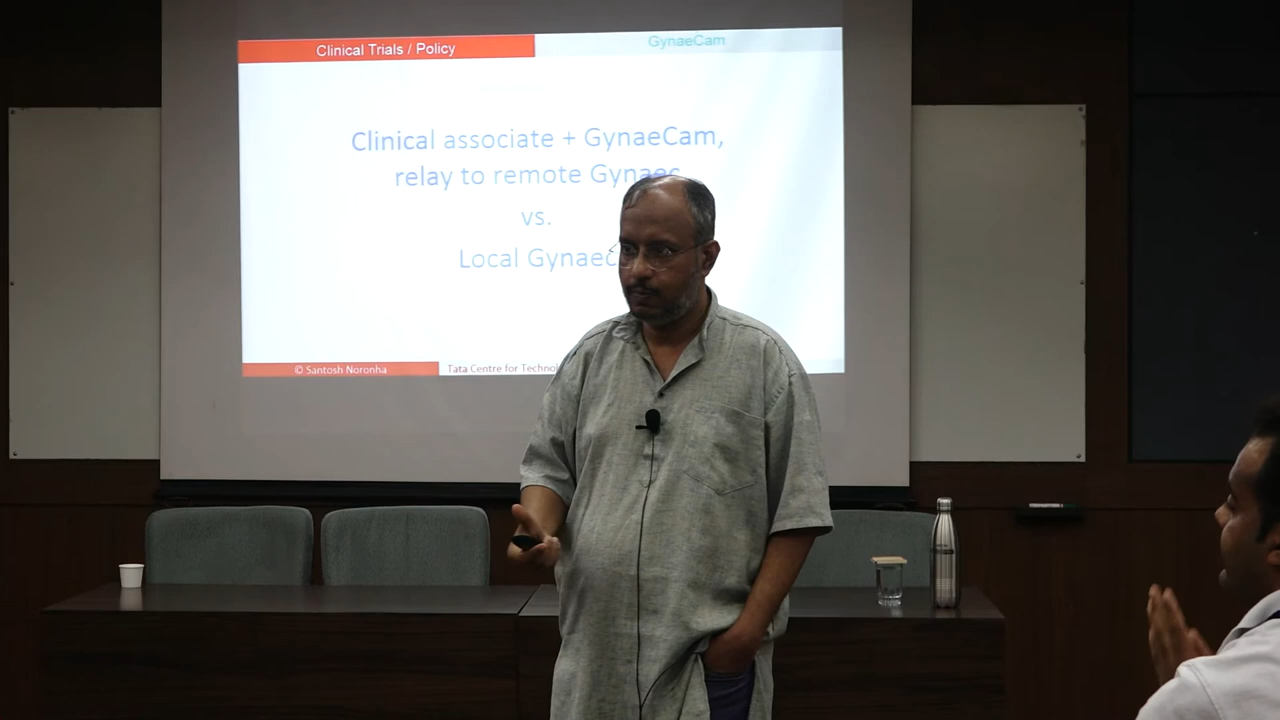 Clinical Trials / Policy
GynaeCam
Clinical associate + GynaeCam,
relay to remote Gynaec
vs.
Local Gynaec
© Santosh Noronha
Tata Centre for Technol